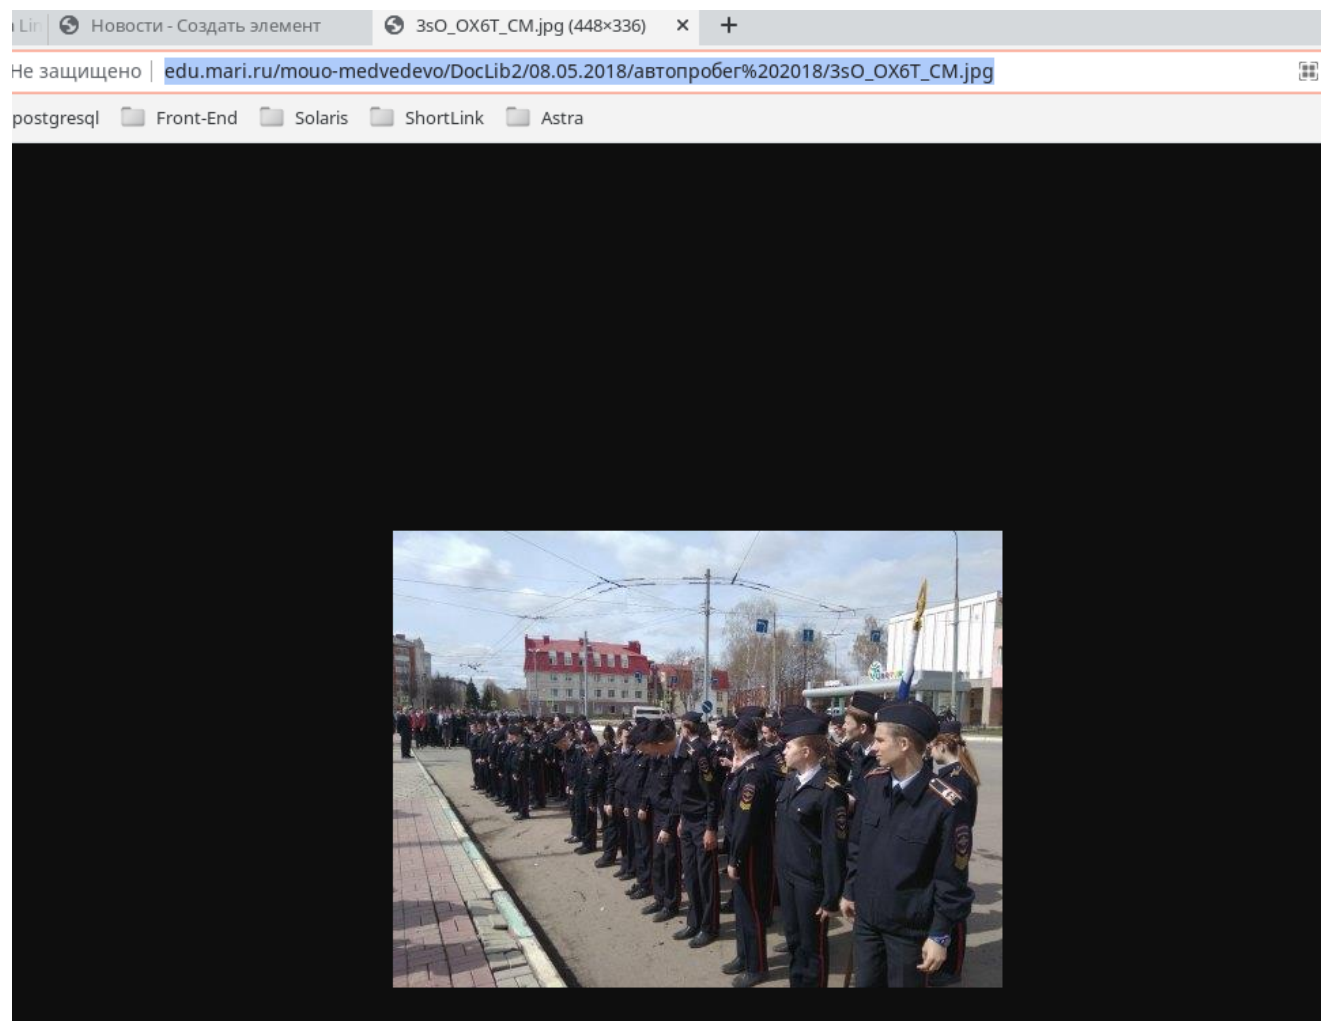 Lin Новости - Создать элемент 3sO_OX6T_CM.jpg (448×336)
Не защищено edu.mari.ru/mouo-medvedevo/DocLib2/08.05.2018/автопробег%202018/3sO_OX6T_CM.jpg
postgresql Front-End Solaris ShortLink Astra